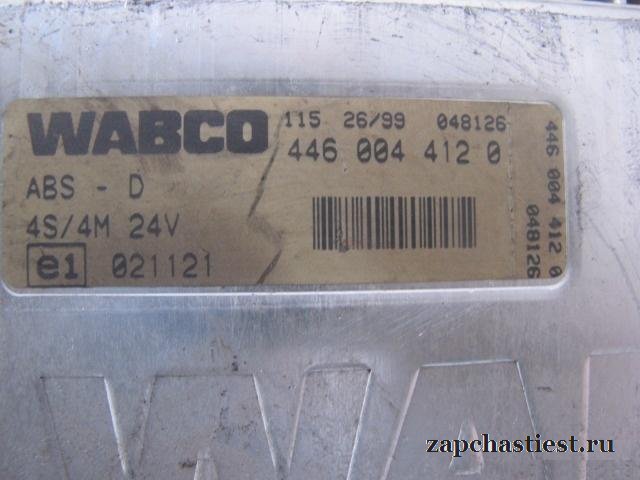 WABCO
115 26/99 048126
446 004 412 0
ABS - D
4S/4M 24V
e1 021121
446 004 412 0
048126
WA
zapchastiest.ru